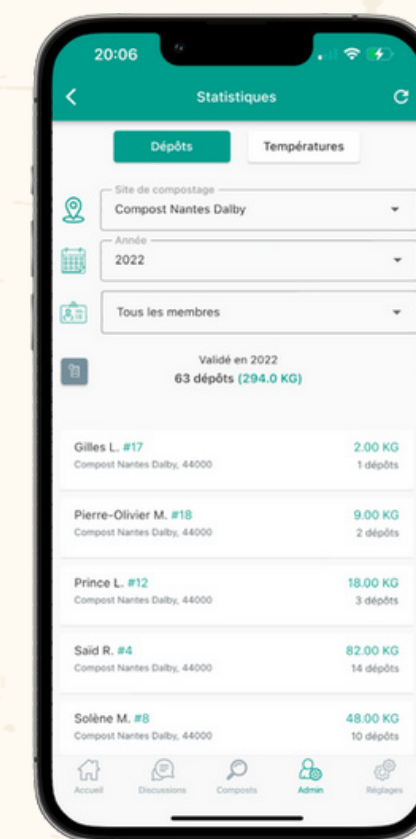 20:06
Statistiques
Dépôts Températures
Site de compostage
Compost Nantes Dalby
Année
2022
Tous les membres
Validé en 2022
63 dépôts (294.0 KG)
Gilles L. #17 2.00 KG
Compost Nantes Dalby, 44000 1 dépôts
Pierre-Olivier M. #18 9.00 KG
Compost Nantes Dalby, 44000 2 dépôts
Prince L. #12 18.00 KG
Compost Nantes Dalby, 44000 3 dépôts
Saïd R. #4 82.00 KG
Compost Nantes Dalby, 44000 14 dépôts
Solène M. #8 48.00 KG
Compost Nantes Dalby, 44000 10 dépôts
Accueil Discussions Composts Admin Réglages